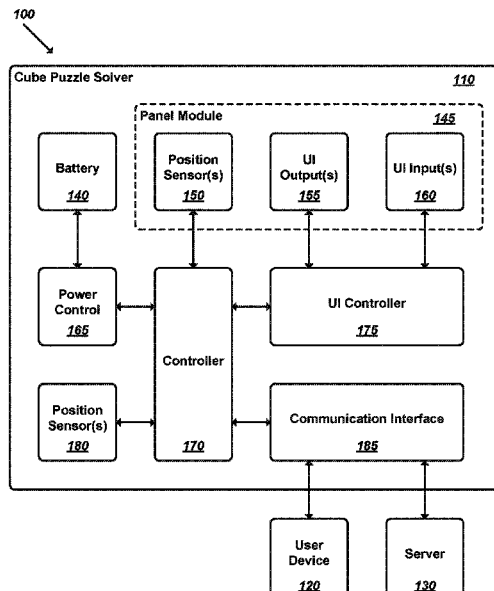 100
Cube Puzzle Solver
110
Panel Module
145
Battery
140
Position
Sensor(s)
150
UI
Output(s)
155
UI Input(s)
160
Power
Control
165
Controller
170
UI Controller
175
Position
Sensor(s)
180
Communication Interface
185
User
Device
120
Server
130